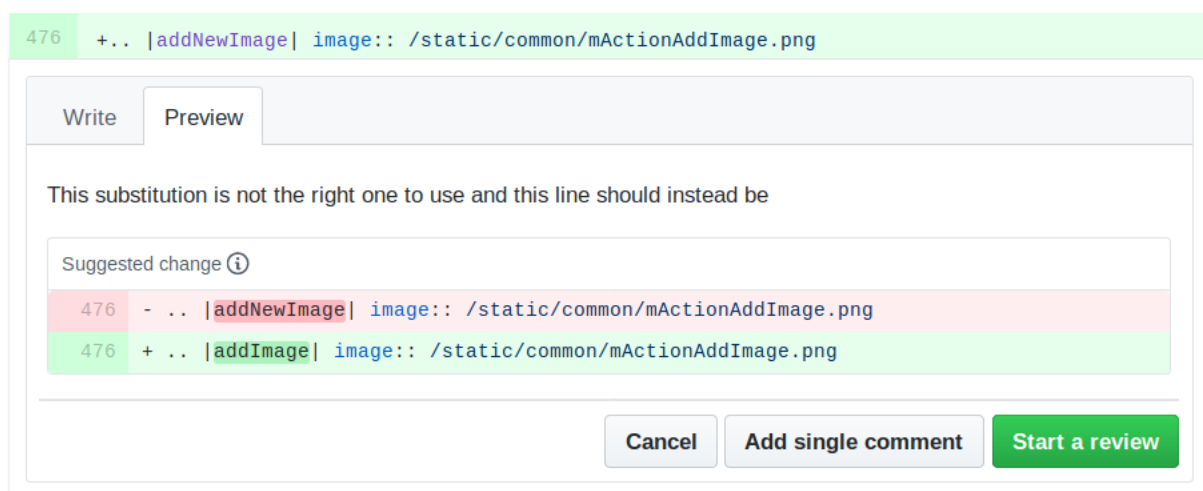 476 +.. |addNewImage| image:: /static/common/mActionAddImage.png
Write Preview
This substitution is not the right one to use and this line should instead be
Suggested change
476 - .. |addNewImage| image:: /static/common/mActionAddImage.png
476 + .. |addImage| image:: /static/common/mActionAddImage.png
Cancel Add single comment Start a review